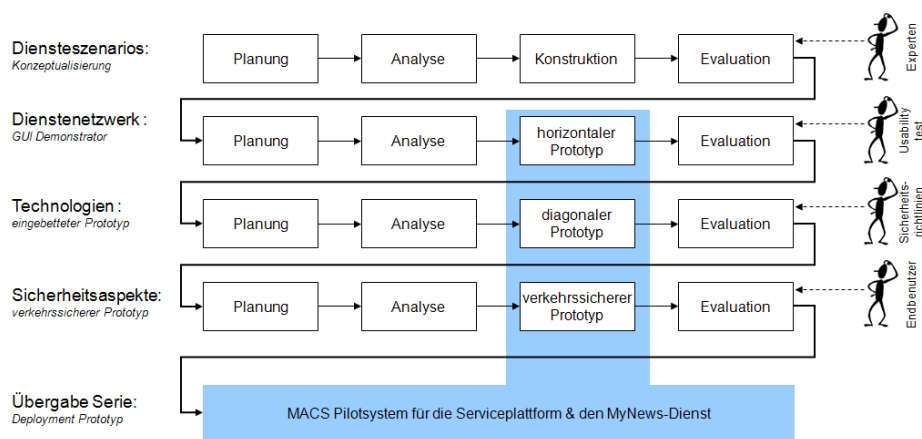 Diensteszenarios:
Konzeptualisierung
Planung
Analyse
Konstruktion
Evaluation
Experten
Dienstenetzwerk :
GUI Demonstrator
Planung
Analyse
horizontaler
Prototyp
Evaluation
Usability
test
Technologien :
eingebetteter Prototyp
Planung
Analyse
diagonaler
Prototyp
Evaluation
Sicherheits-
richtlinien
Sicherheitsaspekte:
verkehrssicherer Prototyp
Planung
Analyse
verkehrssicherer
Prototyp
Evaluation
Endbenutzer
Übergabe Serie:
Deployment Prototyp
MACS Pilotsystem für die Serviceplattform & den MyNews-Dienst